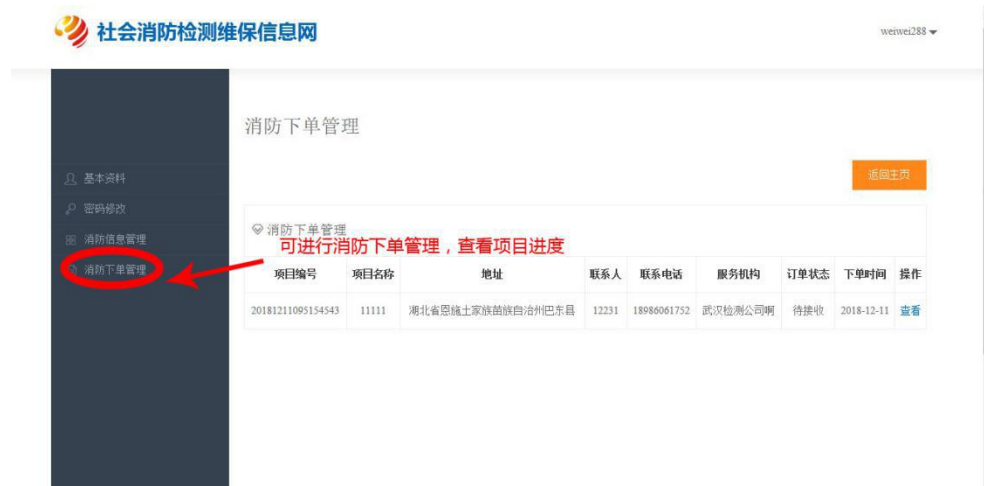 社会消防检测维保信息网
weiwei288
消防下单管理
返回主页
基本资料
密码修改
消防信息管理
消防下单管理
消防下单管理
可进行消防下单管理，查看项目进度
项目编号 项目名称 地址 联系人 联系电话 服务机构 订单状态 下单时间 操作
20181211095154543 11111 湖北省恩施土家族苗族自治州巴东县 12231 18986061752 武汉检测公司啊 待接收 2018-12-11 查看